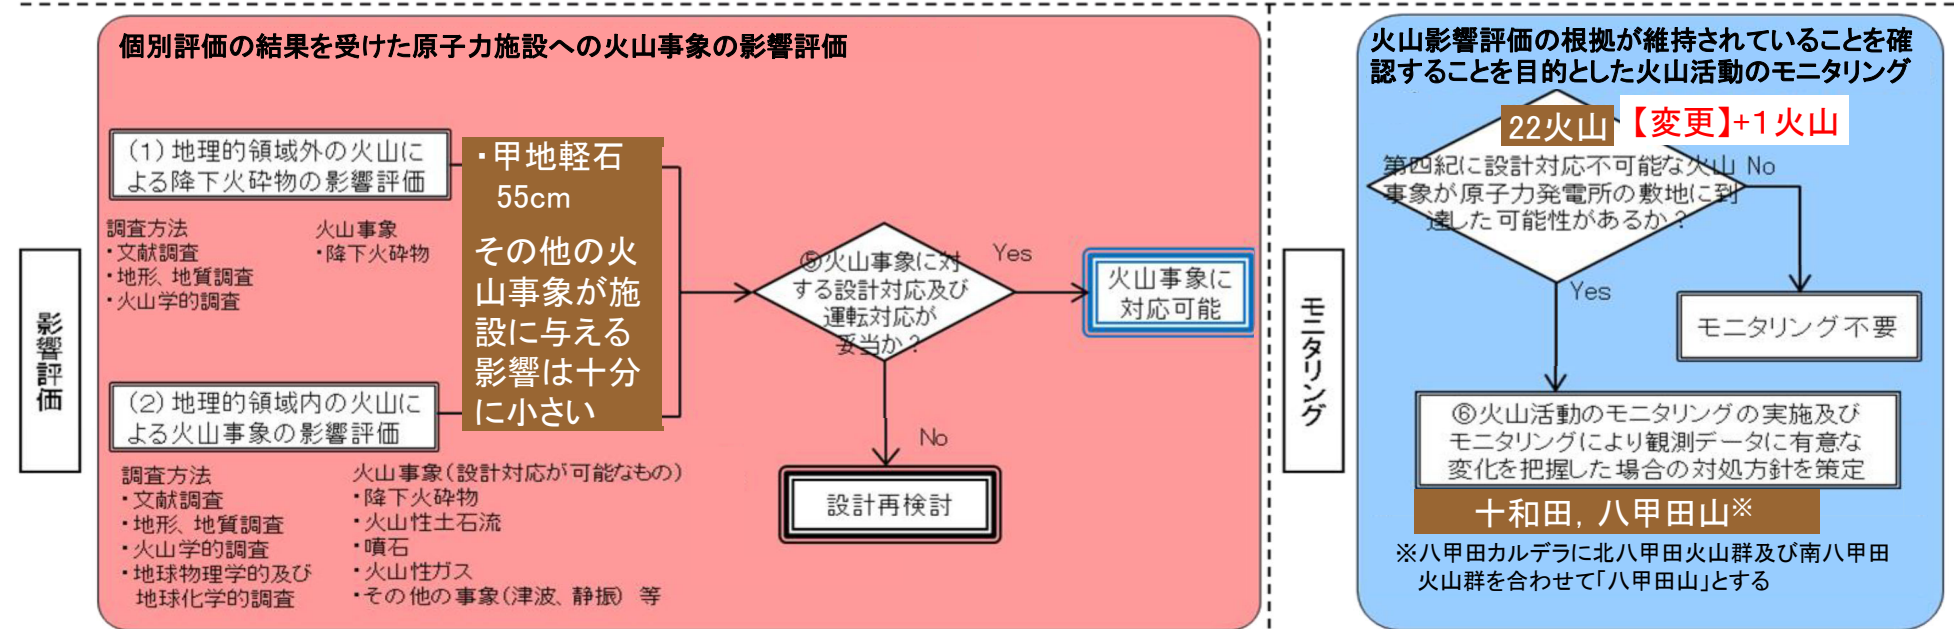 個別評価の結果を受けた原子力施設への火山事象の影響評価
影響評価
(1)地理的領域外の火山に
よる降下火砕物の影響評価
調査方法
・文献調査
・地形、地質調査
・火山学的調査
火山事象
・降下火砕物
・甲地軽石
55cm
その他の火
山事象が施
設に与える
影響は十分
に小さい
(2)地理的領域内の火山に
よる火山事象の影響評価
調査方法
・文献調査
・地形、地質調査
・火山学的調査
・地球物理学的及び
地球化学的調査
火山事象(設計対応が可能なもの)
・降下火砕物
・火山性土石流
・噴石
・火山性ガス
・その他の事象(津波、静振) 等
⑤火山事象に対
する設計対応及び
運転対応が
妥当か?
Yes
火山事象に
対応可能
No
設計再検討
モニタリング
火山影響評価の根拠が維持されていることを確
認することを目的とした火山活動のモニタリング
22火山 【変更】+1火山
第四紀に設計対応不可能な火山
事象が原子力発電所の敷地に到
達した可能性があるか?
No
モニタリング不要
Yes
⑥火山活動のモニタリングの実施及び
モニタリングにより観測データに有意な
変化を把握した場合の対処方針を策定
十和田，八甲田山※
※八甲田カルデラに北八甲田火山群及び南八甲田
火山群を合わせて「八甲田山」とする